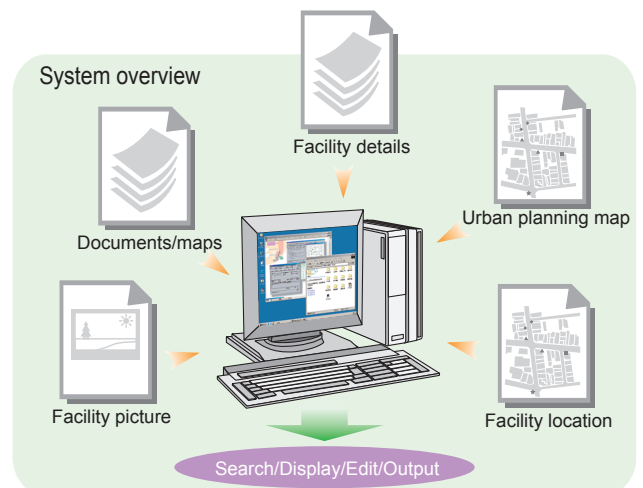 System overview
Facility details
Urban planning map
Documents/maps
Facility picture
Facility location
Search/Display/Edit/Output